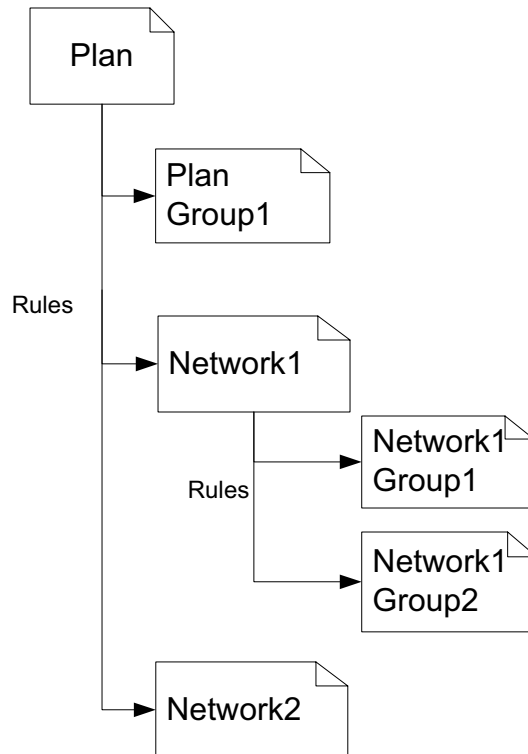 Plan
Plan
Group1
Rules
Network1
Network1
Group1
Rules
Network1
Group2
Network2